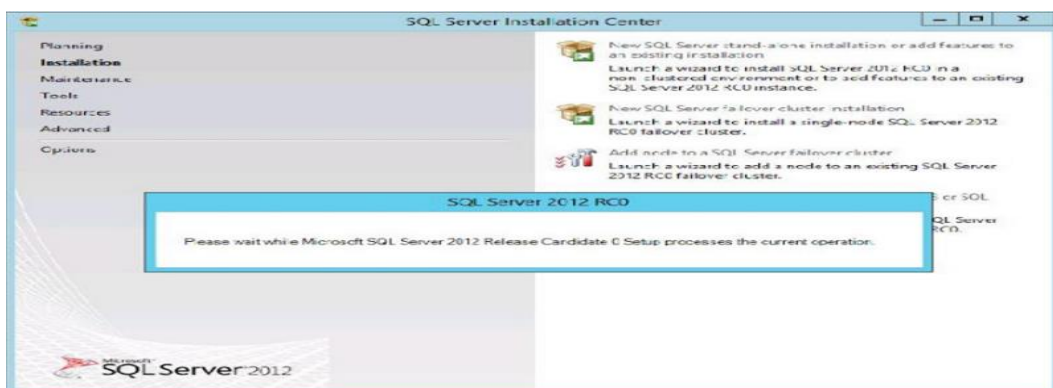 SQL Server Installation Center
Planning
Installation
Maintenance
Tools
Resources
Advanced
Options
New SQL Server stand-alone installation or add features to
an existing installation
Launch a wizard to install SQL Server 2012 RC0 in a
non-clustered environment or to add features to an existing
SQL Server 2012 RC0 instance.
New SQL Server failover cluster installation
Launch a wizard to install a single-node SQL Server 2012
RC0 failover cluster.
Add node to a SQL Server failover cluster
Launch a wizard to add a node to an existing SQL Server
2012 RC0 failover cluster.
or SQL
SQL Server 2012 RC0
QL Server
RC0.
Please wait while Microsoft SQL Server 2012 Release Candidate 0 Setup processes the current operation.
Microsoft
SQL Server 2012